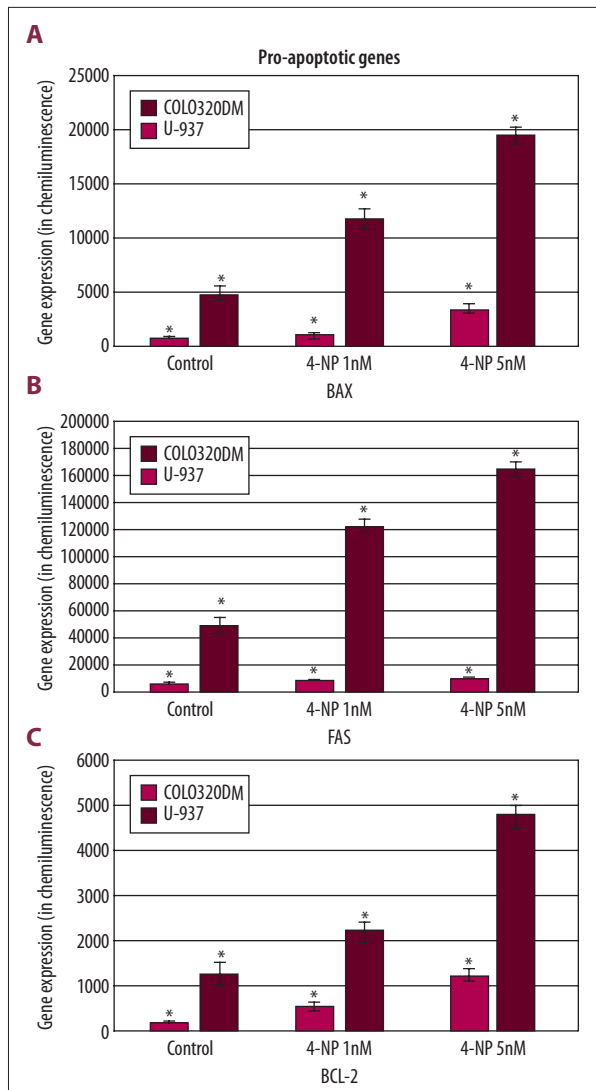 A
Pro-apoptotic genes
Gene expression (in chemiluminescence)
25000
20000
15000
10000
5000
0
COLO320DM
U-937
*
*
*
*
*
*
Control
4-NP 1nM
4-NP 5nM
BAX
B
Gene expression (in chemiluminescence)
200000
180000
160000
140000
120000
100000
80000
60000
40000
20000
0
COLO320DM
U-937
*
*
*
*
*
*
Control
4-NP 1nM
4-NP 5nM
FAS
C
Gene expression (in chemiluminescence)
6000
5000
4000
3000
2000
1000
0
COLO320DM
U-937
*
*
*
*
*
*
Control
4-NP 1nM
4-NP 5nM
BCL-2